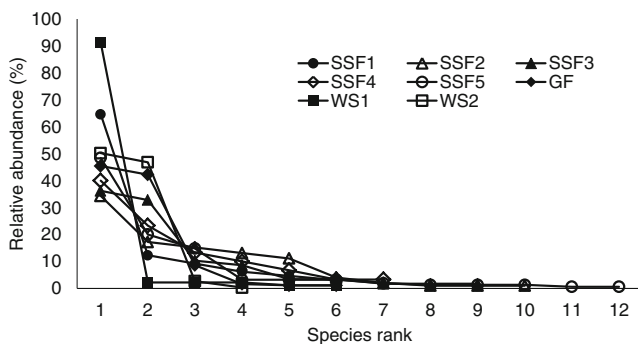 100
90
80
70
60
50
40
30
20
10
0
Relative abundance (%)
SSF1 SSF2 SSF3
SSF4 SSF5 GF
WS1 WS2
1 2 3 4 5 6 7 8 9 10 11 12
Species rank